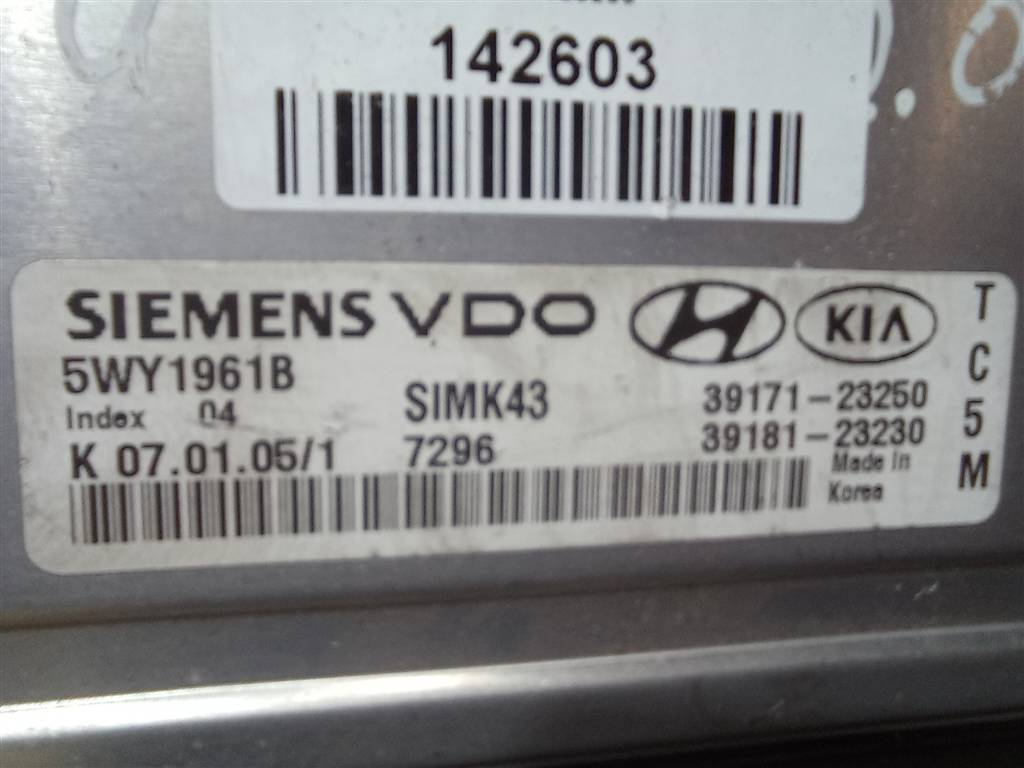 142603
SIEMENS VDO KIA
5WY1961B
Index 04 SIMK43 39171-23250
K 07.01.05/1 7296 39181-23230
Made In
Korea
TC5M